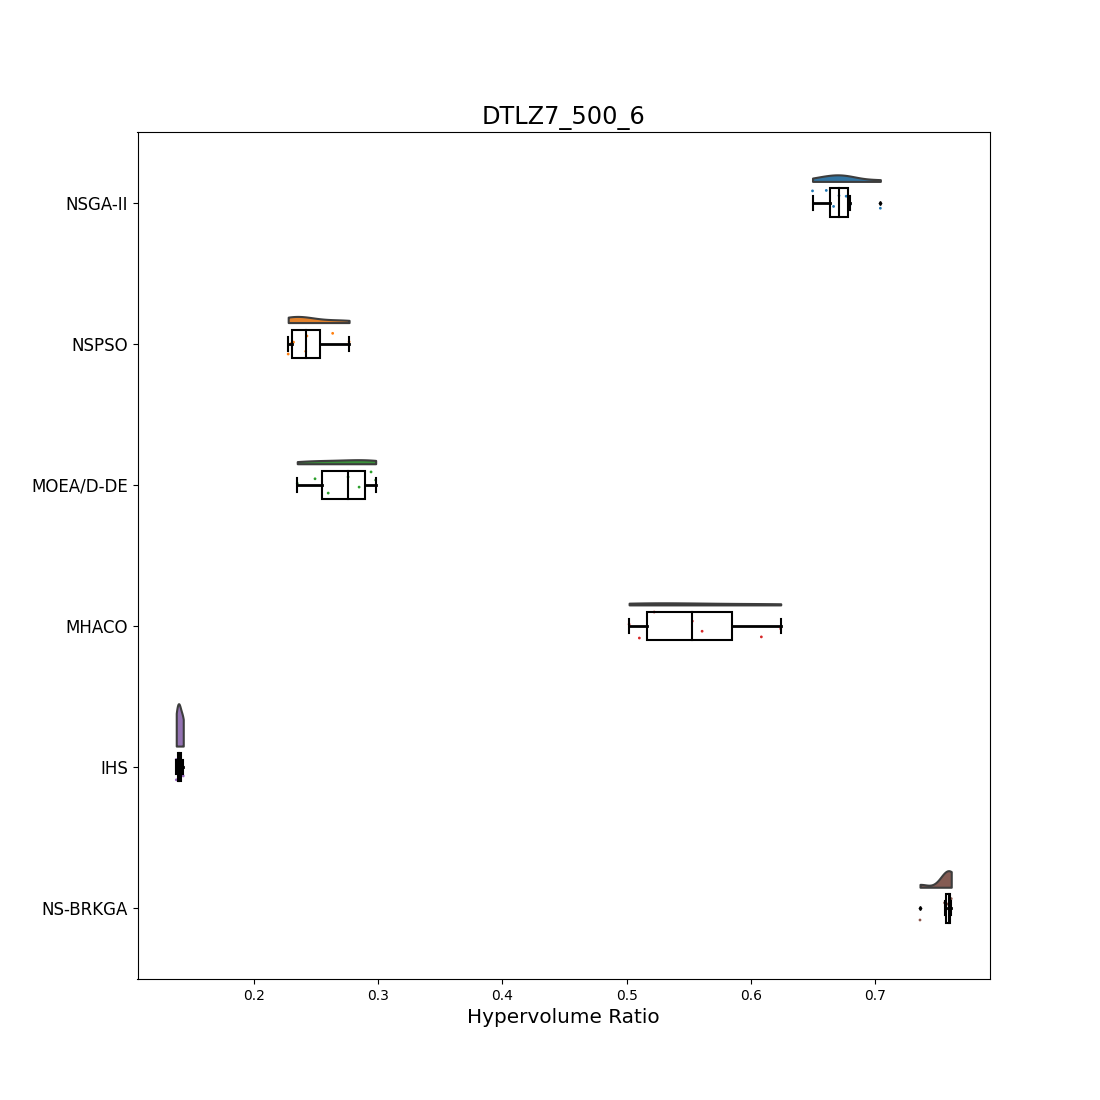 DTLZ7_500_6
NSGA-II
NSPSO
MOEA/D-DE
MHACO
IHS
NS-BRKGA
0.2 0.3 0.4 0.5 0.6 0.7
Hypervolume Ratio